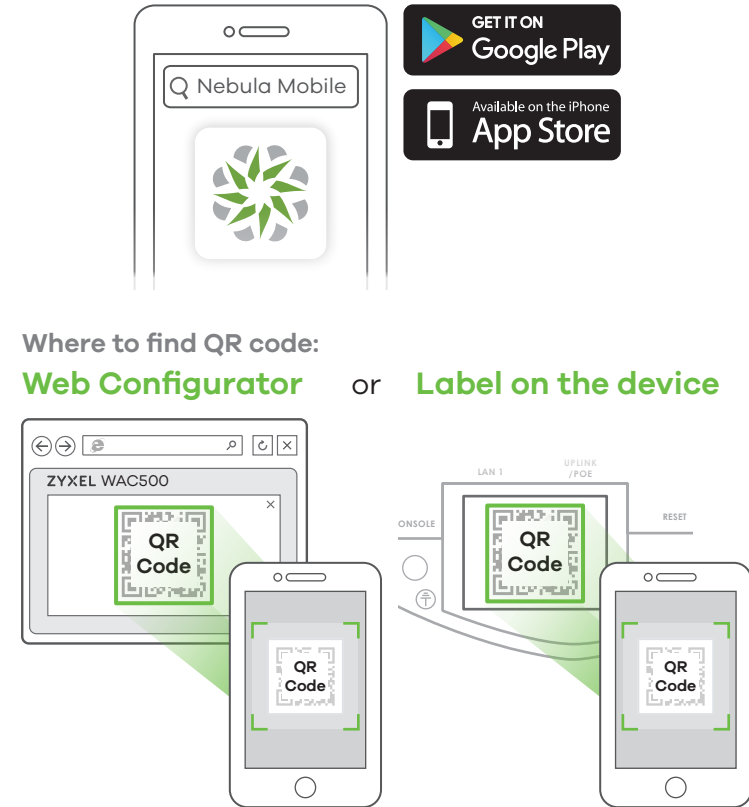 GET IT ON
Google Play
Nebula Mobile
Available on the iPhone
App Store
Where to find QR code:
Web Configurator or Label on the device
ZYXEL WAC500
QR
Code
QR
Code
LAN 1
UPLINK
/POE
ONSOLE
RESET
QR
Code
QR
Code